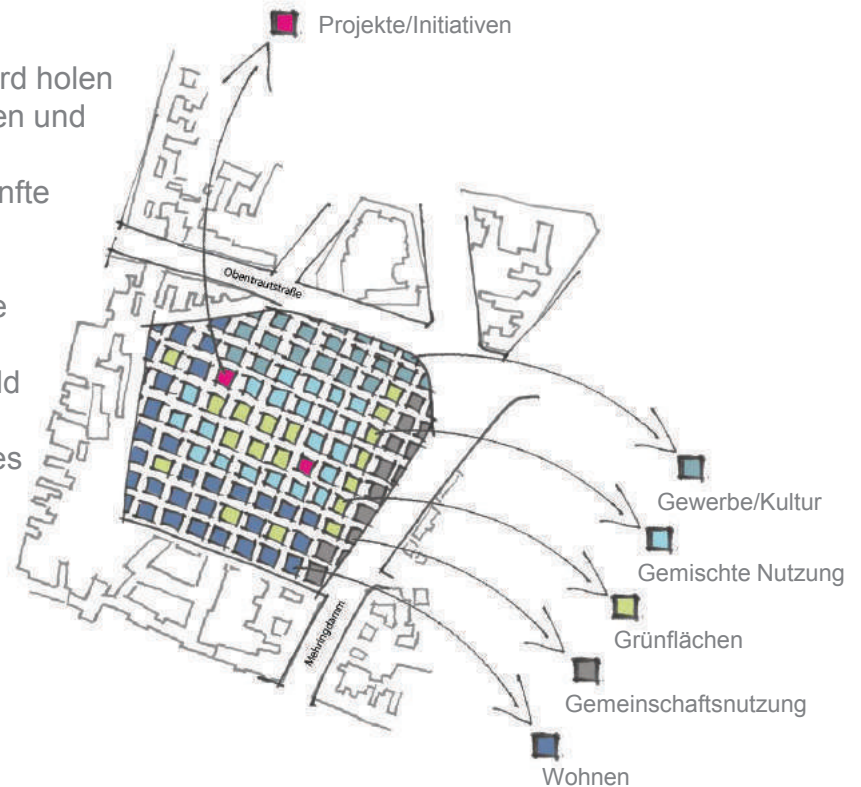 Projekte/Initiativen
rd holen
en und
nfte
e
ld
es
Obentrautstraße
Gewerbe/Kultur
Gemischte Nutzung
Grünflächen
Gemeinschaftsnutzung
Mehringdamm
Wohnen